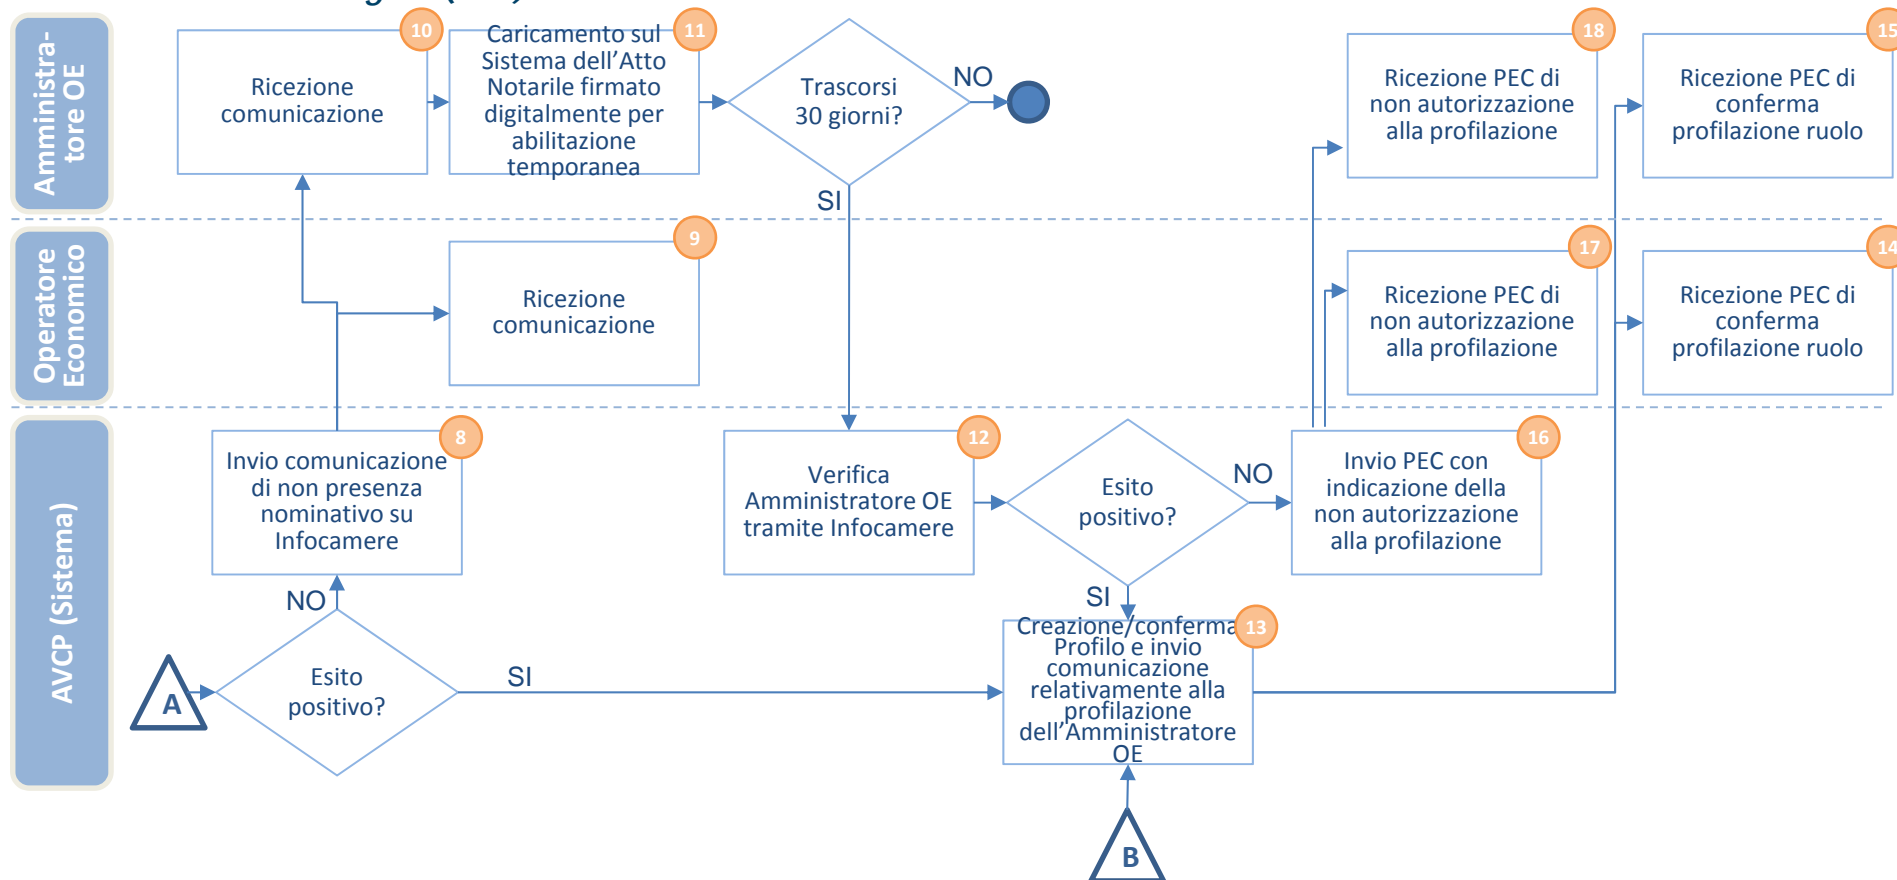 Amministra-
tore OE
10
Ricezione
comunicazione
11
Caricamento sul
Sistema dell'Atto
Notarile firmato
digitalmente per
abilitazione
temporanea
Trascorsi
30 giorni?
NO
SI
18
Ricezione PEC di
non autorizzazione
alla profilazione
15
Ricezione PEC di
conferma
profilazione ruolo
Operatore
Economico
9
Ricezione
comunicazione
17
Ricezione PEC di
non autorizzazione
alla profilazione
14
Ricezione PEC di
conferma
profilazione ruolo
AVCP (Sistema)
8
Invio comunicazione
di non presenza
nominativo su
Infocamere
NO
A
Esito
positivo?
SI
12
Verifica
Amministratore OE
tramite Infocamere
Esito
positivo?
NO
SI
16
Invio PEC con
indicazione della
non autorizzazione
alla profilazione
13
Creazione/conferma
Profilo e invio
comunicazione
relativamente alla
profilazione
dell'Amministratore
OE
B